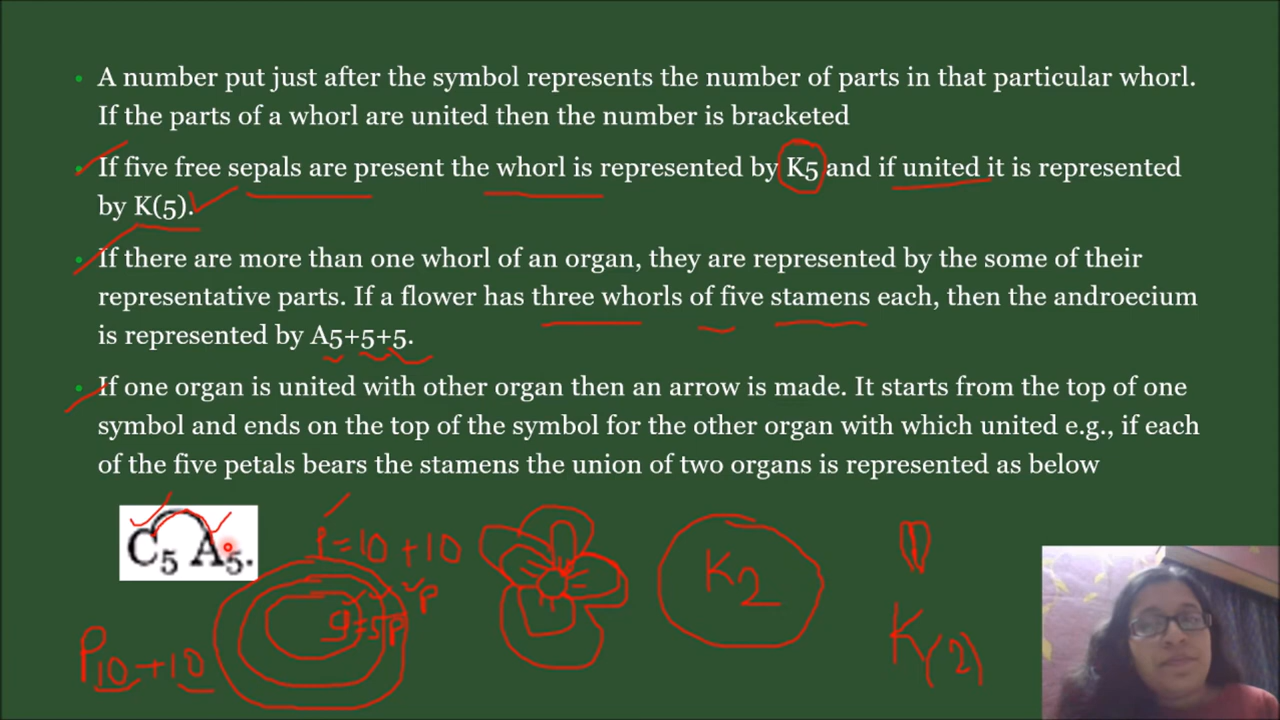 • A number put just after the symbol represents the number of parts in that particular whorl.
If the parts of a whorl are united then the number is bracketed
• If five free sepals are present the whorl is represented by K5 and if united it is represented
by K(5).
• If there are more than one whorl of an organ, they are represented by the some of their
representative parts. If a flower has three whorls of five stamens each, then the androecium
is represented by A5+5+5.
• If one organ is united with other organ then an arrow is made. It starts from the top of one
symbol and ends on the top of the symbol for the other organ with which united e.g., if each
of the five petals bears the stamens the union of two organs is represented as below
C5 A5.
P=10+10
K2
P
P10+10
K(2)